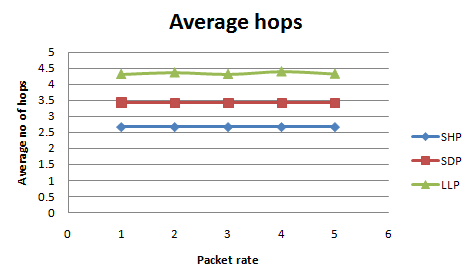 Average hops
Average no of hops
5
4.5
4
3.5
3
2.5
2
1.5
1
0.5
0
0 1 2 3 4 5 6
Packet rate
SHP
SDP
LLP